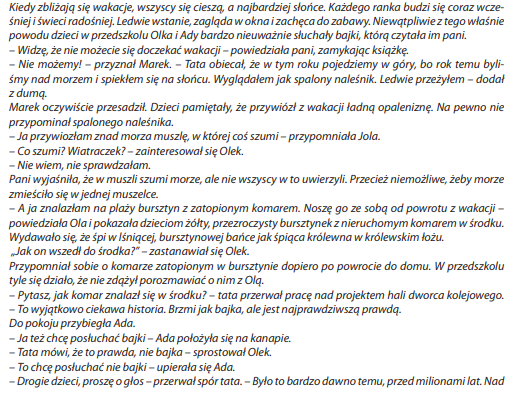 Kiedy zbliżają się wakacje, wszyscy się cieszą, a najbardziej słońce. Każdego ranka budzi się coraz wcze-
śniej i świeci radośniej. Ledwie wstanie, zagląda w okna i zachęca do zabawy. Niewątpliwie z tego właśnie
powodu dzieci w przedszkolu Olka i Ady bardzo nieuważnie słuchały bajki, którą czytała im pani.
– Widzę, że nie możecie się doczekać wakacji – powiedziała pani, zamykając książkę.
– Nie możemy! – przyznał Marek. – Tata obiecał, że w tym roku pojedziemy w góry, bo rok temu byli-
śmy nad morzem i spiekłem się na słońcu. Wyglądałem jak spalony naleśnik. Ledwie przeżyłem – dodał
z dumą.
Marek oczywiście przesadził. Dzieci pamiętały, że przywiózł z wakacji ładną opaleniznę. Na pewno nie
przypominał spalonego naleśnika.
– Ja przywiozłam znad morza muszlę, w której coś szumi – przypomniała Jola.
– Co szumi? Wiatraczek? – zainteresował się Olek.
– Nie wiem, nie sprawdzałam.
Pani wyjaśniła, że w muszli szumi morze, ale nie wszyscy w to uwierzyli. Przecież niemożliwe, żeby morze
zmieściło się w jednej muszelce.
– A ja znalazłam na plaży bursztyn z zatopionym komarem. Noszę go ze sobą od powrotu z wakacji –
powiedziała Ola i pokazała dzieciom żółty, przezroczysty bursztynek z nieruchomym komarem w środku.
Wydawało się, że śpi w lśniącej, bursztynowej bańce jak śpiąca królewna w królewskim łożu.
„Jak on wszedł do środka?” – zastanawiał się Olek.
Przypomniał sobie o komarze zatopionym w bursztynie dopiero po powrocie do domu. W przedszkolu
tyle się działo, że nie zdążył porozmawiać o nim z Olą.
– Pytasz, jak komar znalazł się w środku? – tata przerwał pracę nad projektem hali dworca kolejowego.
– To wyjątkowo ciekawa historia. Brzmi jak bajka, ale jest najprawdziwszą prawdą.
Do pokoju przybiegła Ada.
– Ja też chcę posłuchać bajki – Ada położyła się na kanapie.
– Tata mówi, że to prawda, nie bajka – sprostował Olek.
– To chcę posłuchać nie bajki – upierała się Ada.
– Drogie dzieci, proszę o głos – przerwał spór tata. – Było to bardzo dawno temu, przed milionami lat. Nad